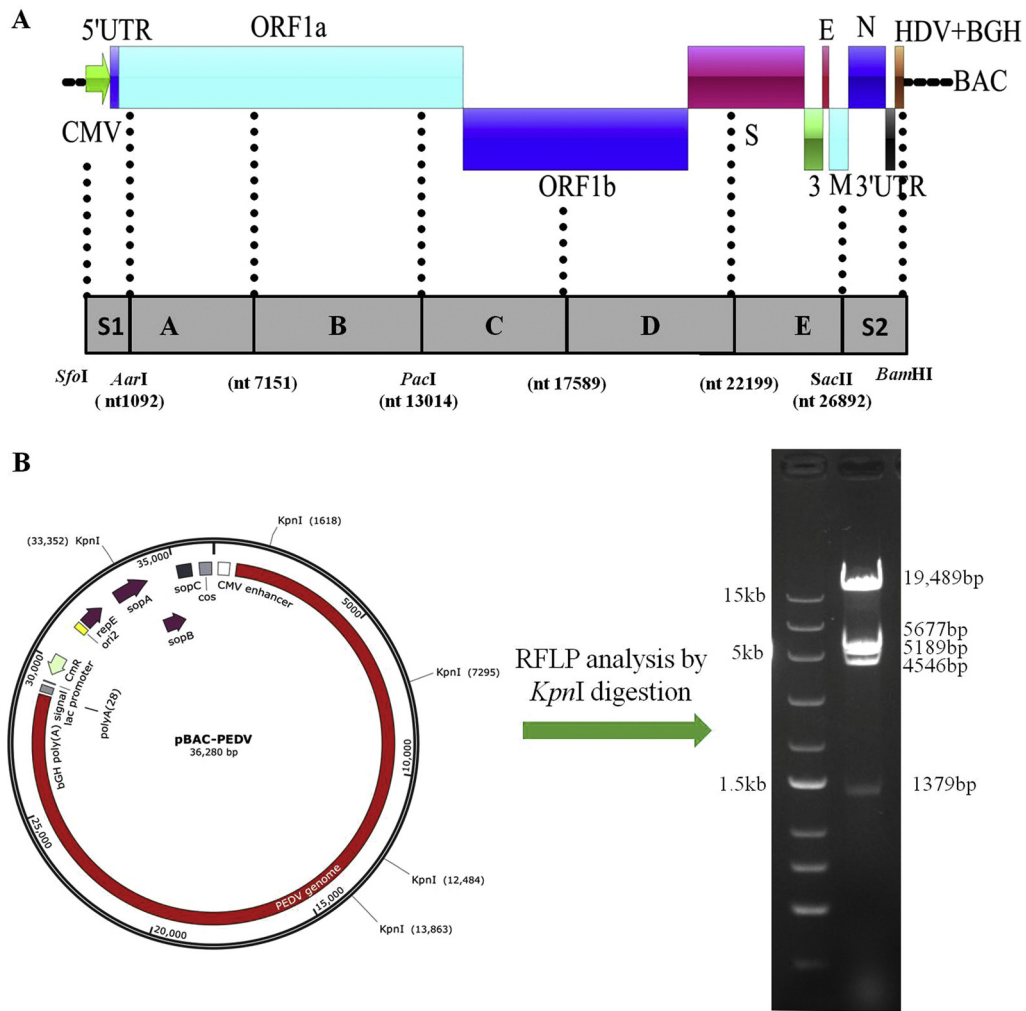 A
5'UTR
ORF1a
E
N
HDV+BGH
BAC
CMV
S
ORF1b
3
M
3'UTR
S1
A
B
C
D
E
S2
SfoI
AarI
( nt1092)
(nt 7151)
PacI
(nt 13014)
(nt 17589)
(nt 22199)
SacII
(nt 26892)
BamHI
B
KpnI (1618)
(33,352) KpnI
35,000
sopC
cos
CMV enhancer
sopA
sopB
repE
ori2
CmR
lac promoter
bGH poly(A) signal
polyA(28)
30,000
5000
KpnI (7295)
pBAC-PEDV
36,280 bp
10,000
25,000
KpnI (12,484)
PEDV genome
15,000
KpnI (13,863)
20,000
RFLP analysis by
KpnI digestion
15kb
5kb
1.5kb
19,489bp
5677bp
5189bp
4546bp
1379bp